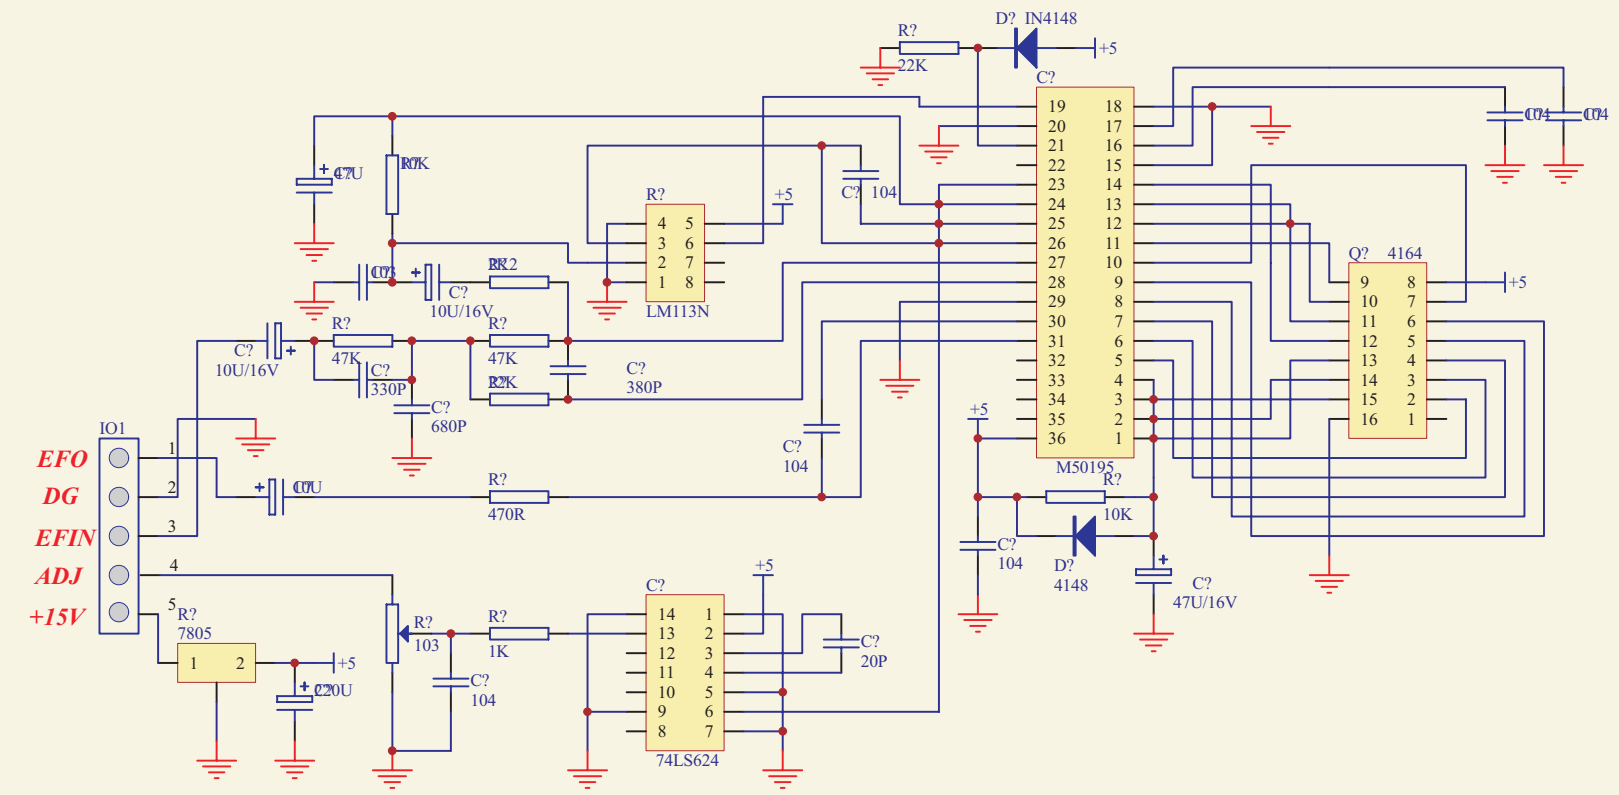 D? IN4148
R?
22K
+5
C?
19 18
20 17
21 16
22 15
23 14
24 13
25 12
26 11
27 10
28 9
29 8
30 7
31 6
32 5
33 4
34 3
35 2
36 1
M50195
R?
4 5
3 6
2 7
1 8
LM113N
+5
C? 104
Q? 4164
9 8
10 7
11 6
12 5
13 4
14 3
15 2
16 1
+5
C?
10U/16V
R?
47K
C?
380P
C?
10U/16V
R?
47K
C?
330P
C?
680P
C?
104
+5
R?
10K
C?
104
D?
4148
C?
47U/16V
IO1
EFO 1
DG 2
EFIN 3
ADJ 4
+15V 5
R?
470R
R?
7805
1 2
+5
R?
103
R?
1K
C?
104
C?
14 1
13 2
12 3
11 4
10 5
9 6
8 7
74LS624
+5
C?
20P